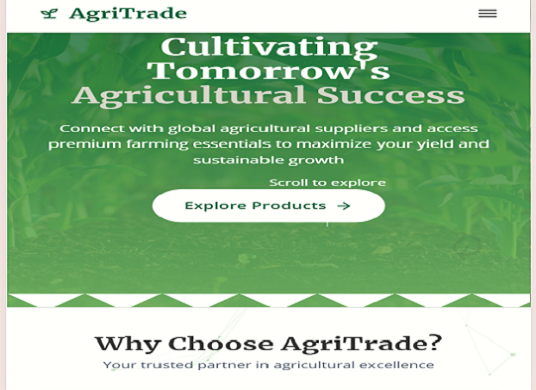 AgriTrade
Cultivating
Tomorrow's
Agricultural Success
Connect with global agricultural suppliers and access
premium farming essentials to maximize your yield and
sustainable growth
Scroll to explore
Explore Products →
Why Choose AgriTrade?
Your trusted partner in agricultural excellence